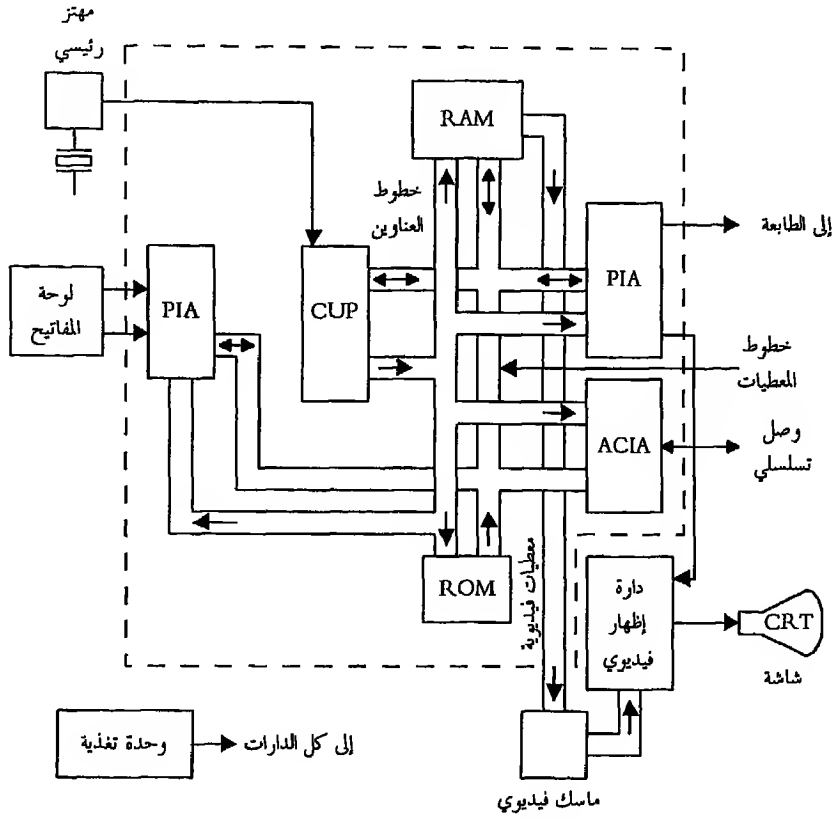 مهتز
رئيسي
RAM
خطوط
العناوين
إلى الطابعة
PIA
لوحة
المفاتيح
PIA
CUP
خطوط
المعطيات
وصل
تسلسلي
ACIA
معطيات فيديوية
ROM
دارة
إظهار
فيديوي
CRT
شاشة
وحدة تغذية
إلى كل الدارات
ماسك فيديوي